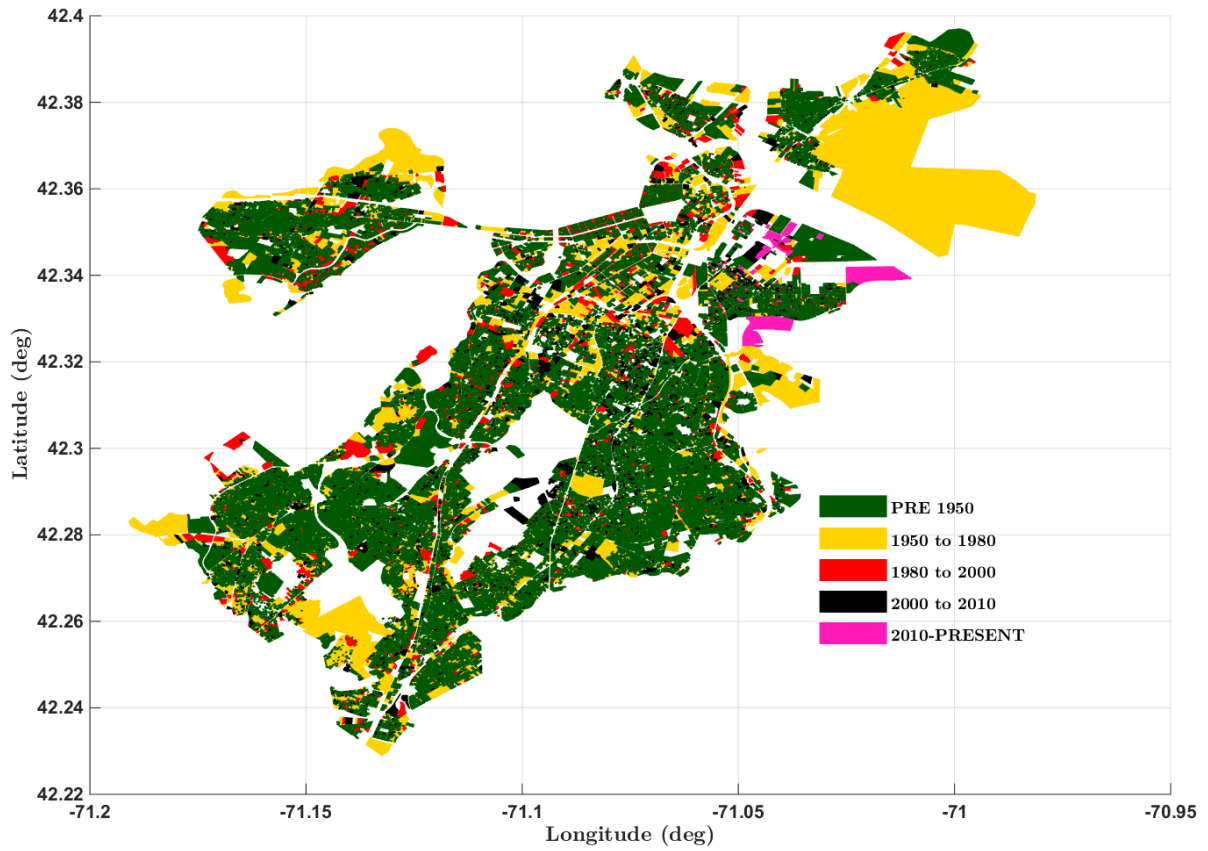 42.4
42.38
42.36
42.34
42.32
42.3
42.28
42.26
42.24
42.22
Latitude (deg)
PRE 1950
1950 to 1980
1980 to 2000
2000 to 2010
2010-PRESENT
-71.2
-71.15
-71.1
-71.05
-71
-70.95
Longitude (deg)